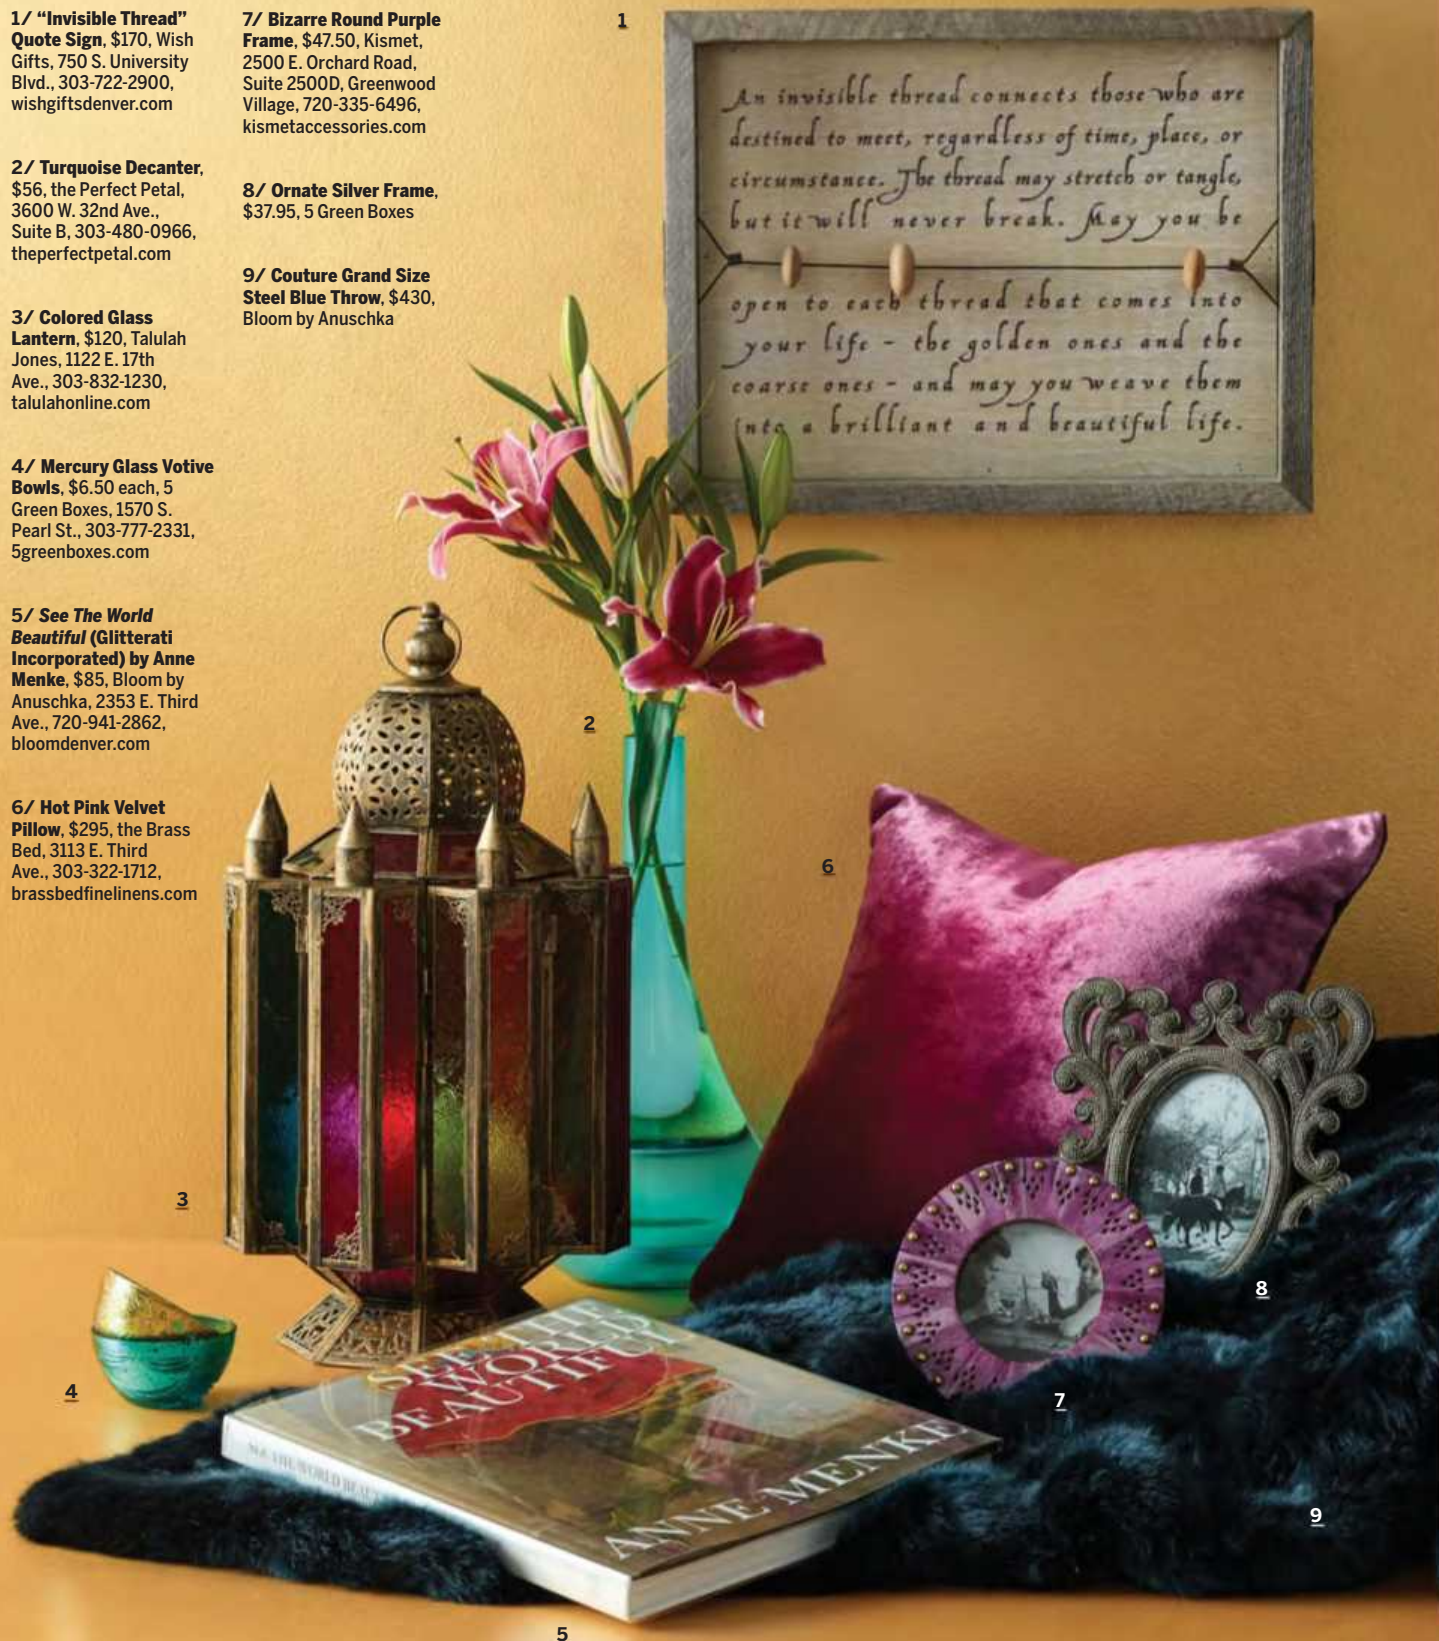 1/ “Invisible Thread”
Quote Sign, $170, Wish
Gifts, 750 S. University
Blvd., 303-722-2900,
wishgiftsdenver.com
2/ Turquoise Decanter,
$56, the Perfect Petal,
3600 W. 32nd Ave.,
Suite B, 303-480-0966,
theperfectpetal.com
3/ Colored Glass
Lantern, $120, Talulah
Jones, 1122 E. 17th
Ave., 303-832-1230,
talulahonline.com
4/ Mercury Glass Votive
Bowls, $6.50 each, 5
Green Boxes, 1570 S.
Pearl St., 303-777-2331,
5greenboxes.com
5/ See The World
Beautiful (Glitterati
Incorporated) by Anne
Menke, $85, Bloom by
Anuschka, 2353 E. Third
Ave., 720-941-2862,
bloomdenver.com
6/ Hot Pink Velvet
Pillow, $295, the Brass
Bed, 3113 E. Third
Ave., 303-322-1712,
brassbedfinelinens.com
7/ Bizarre Round Purple
Frame, $47.50, Kismet,
2500 E. Orchard Road,
Suite 2500D, Greenwood
Village, 720-335-6496,
kismetaccessories.com
8/ Ornate Silver Frame,
$37.95, 5 Green Boxes
9/ Couture Grand Size
Steel Blue Throw, $430,
Bloom by Anuschka
1
An invisible thread connects those who are
destined to meet, regardless of time, place, or
circumstance. The thread may stretch or tangle,
but it will never break. May you be
open to each thread that comes into
your life - the golden ones and the
coarse ones - and may you weave them
into a brilliant and beautiful life.
2
6
3
8
4
7
SEE THE
WORLD
BEAUTIFUL
ANNE MENKE
SEE THE WORLD BEAUTIFUL
9
5